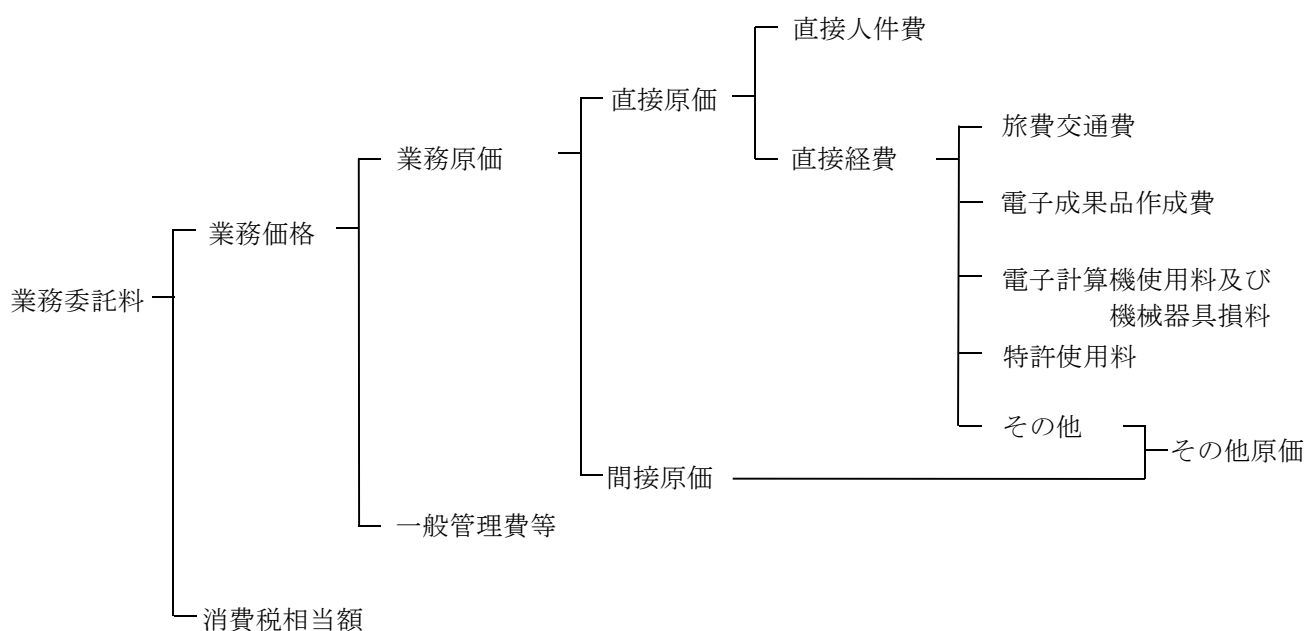 直接人件費
直接原価
旅費交通費
業務原価
直接経費
電子成果品作成費
業務価格
電子計算機使用料及び
機械器具損料
業務委託料
特許使用料
その他
その他原価
間接原価
一般管理費等
消費税相当額